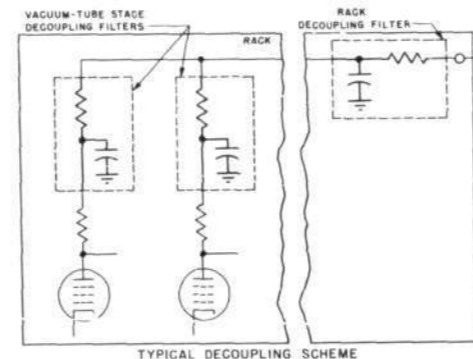 VACUUM-TUBE STAGE
DECOUPLING FILTERS
RACK
RACK
DECOUPLING FILTER
TYPICAL DECOUPLING SCHEME